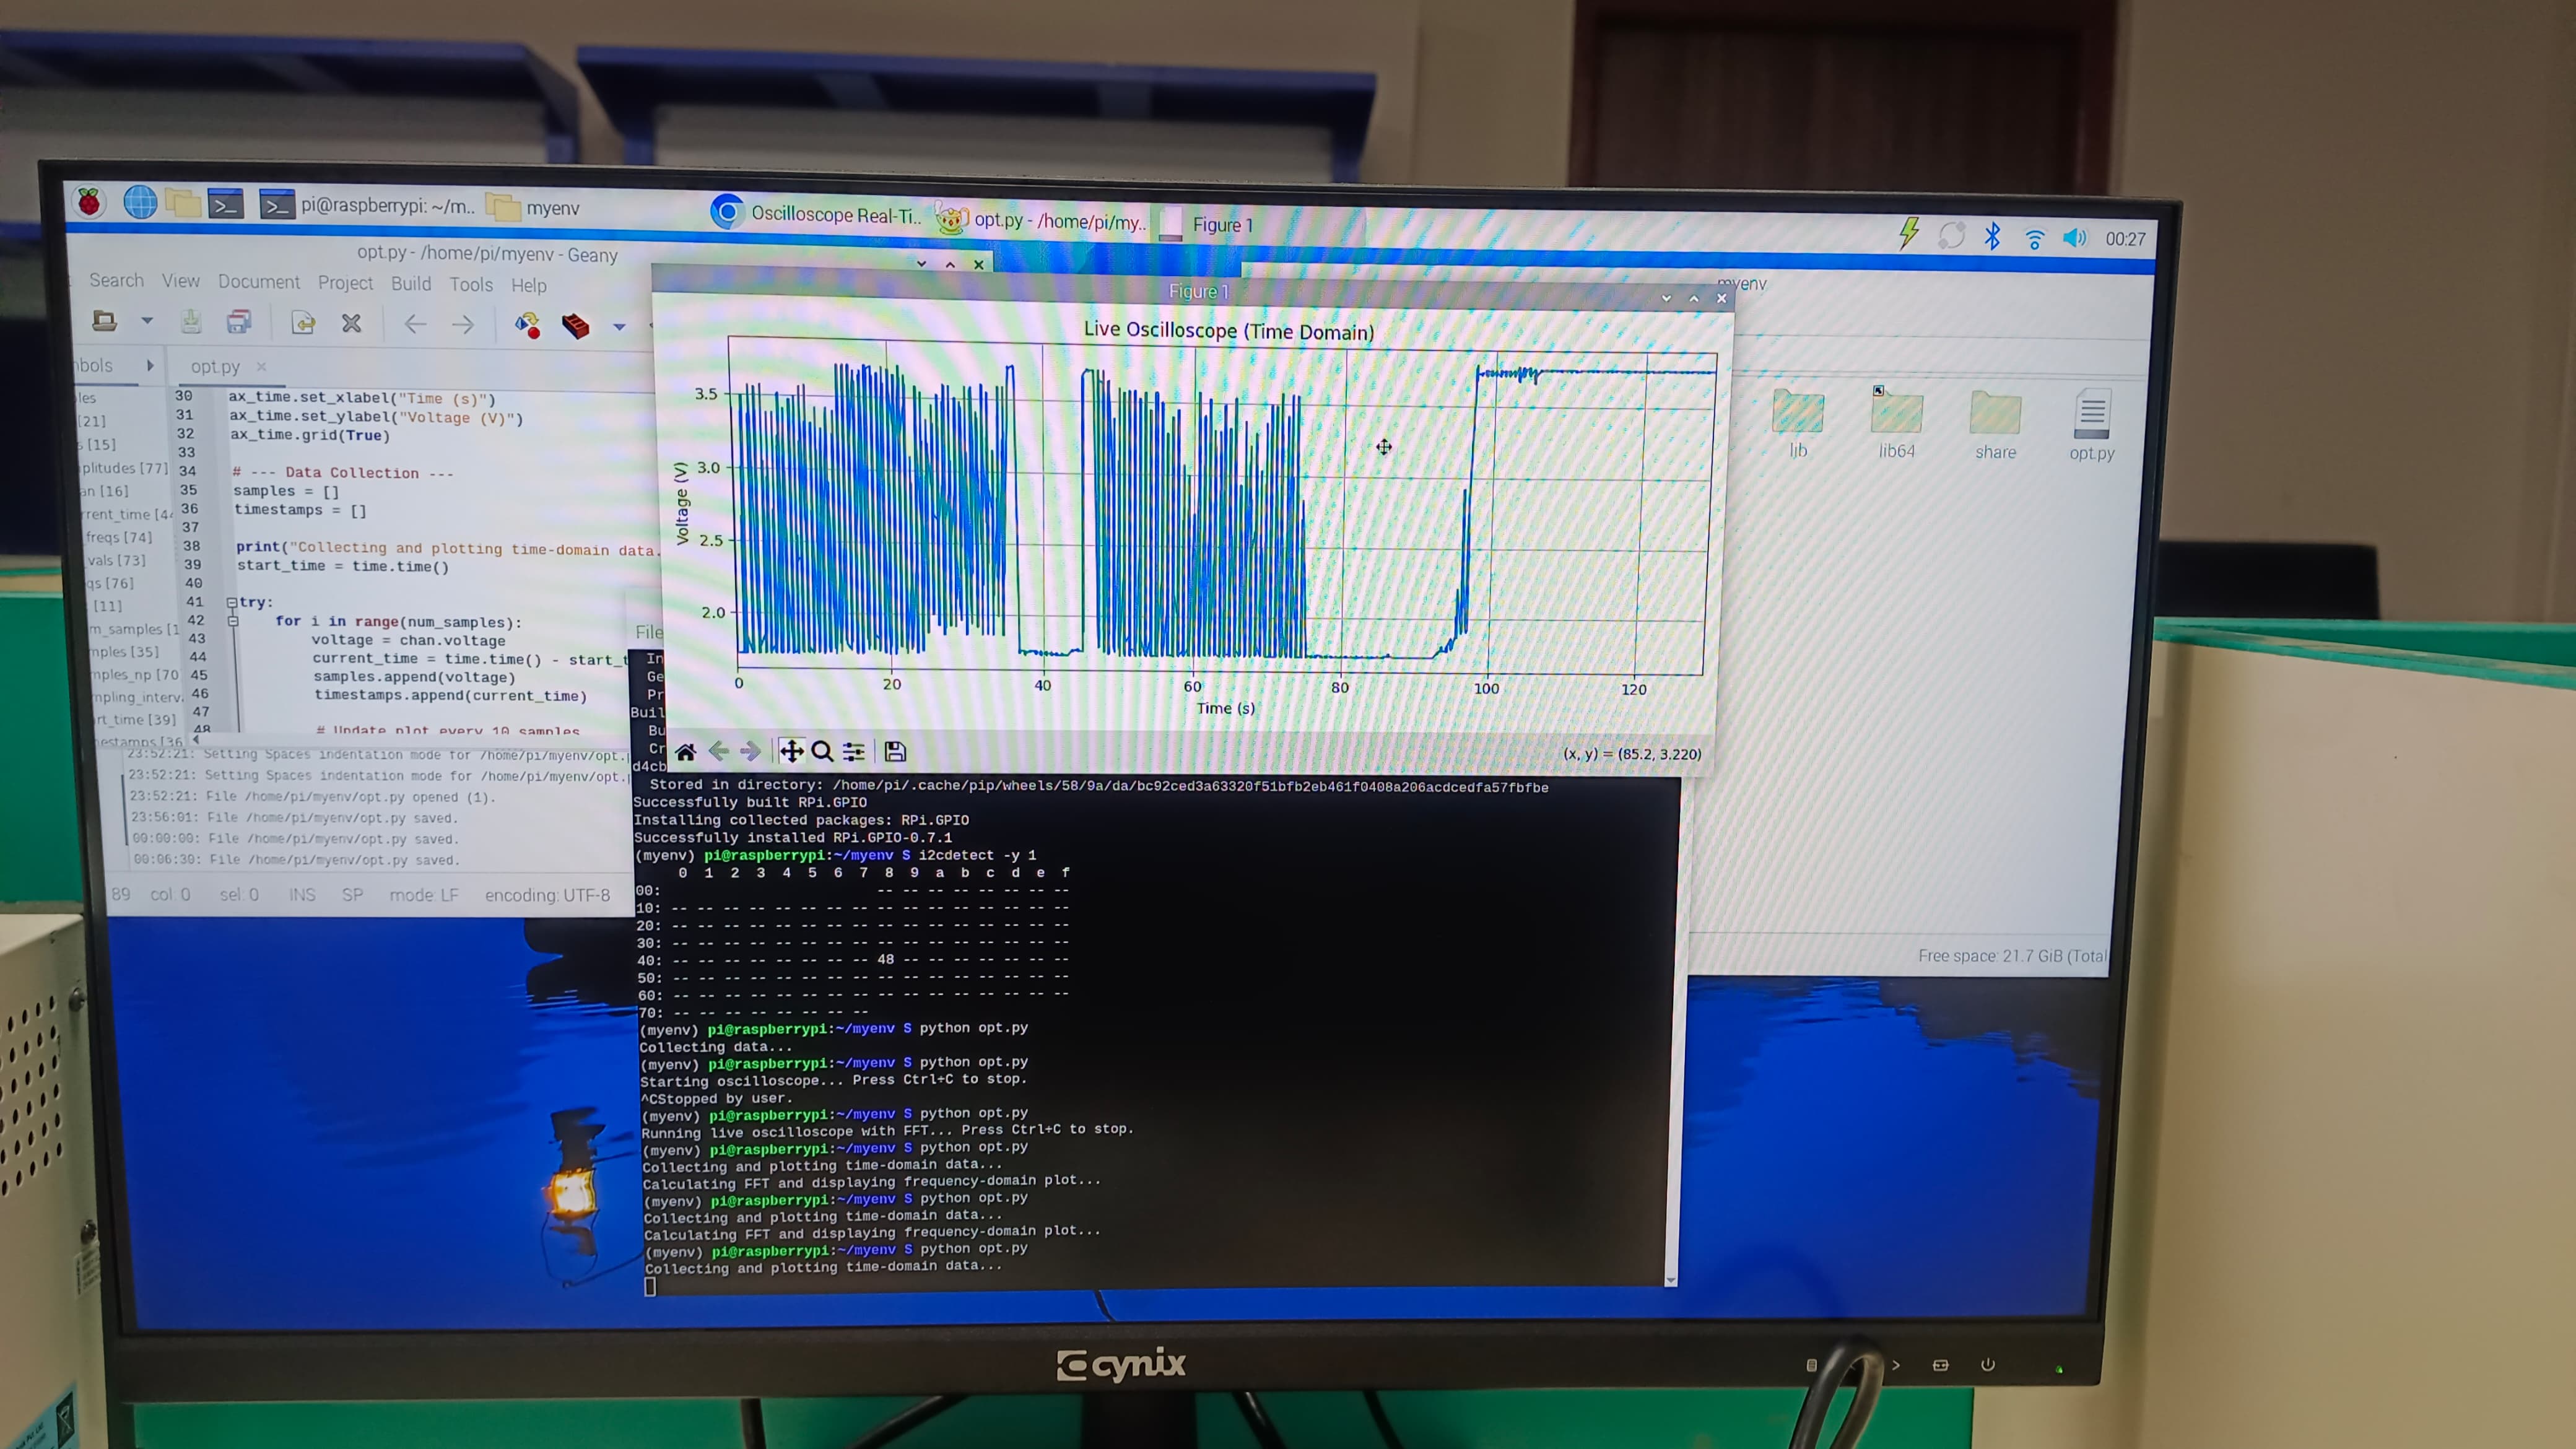 pi@raspberrypi: ~/m..
myenv
Oscilloscope Real-Ti..
opt.py - /home/pi/my..
Figure 1
00:27
opt.py - /home/pi/myenv - Geany
Search View Document Project Build Tools Help
opt.py
[21]
[15]
plitudes [77]
an [16]
freqs [74]
vals [73]
qs [76]
[11]
mples [35]
mples_np [70
rt_time [39]
30 ax_time.set_xlabel("Time (s)")
31 ax_time.set_ylabel("Voltage (V)")
32 ax_time.grid(True)
33
34 # --- Data Collection ---
35 samples = []
36 timestamps = []
37
38 print("Collecting and plotting time-domain data.
39 start_time = time.time()
40
41 try:
42 for i in range(num_samples):
43 voltage = chan.voltage
44 current_time = time.time() - start_t
45 samples.append(voltage)
46 timestamps.append(current_time)
47
48 # Update plot every 10 samples
23:52:21: Setting Spaces indentation mode for /home/pi/myenv/opt.
23:52:21: Setting Spaces indentation mode for /home/pi/myenv/opt.
23:52:21: File /home/pi/myenv/opt.py opened (1).
23:56:01: File /home/pi/myenv/opt.py saved.
00:00:00: File /home/pi/myenv/opt.py saved.
00:06:30: File /home/pi/myenv/opt.py saved.
89 col: 0 sel: 0 INS SP mode: LF encoding: UTF-8
Figure 1
Live Oscilloscope (Time Domain)
Voltage (V)
3.5
3.0
2.5
2.0
0 20 40 60 80 100 120
Time (s)
(x, y) = (85.2, 3.220)
myenv
lib
lib64
share
opt.py
Free space: 21.7 GiB (Total
File
In
Ge
Pr
Buil
Bu
Cr
d4cb
Stored in directory: /home/pi/.cache/pip/wheels/58/9a/da/bc92ced3a63320f51bfb2eb461f0408a206acdcedfa57fbfbe
Successfully built RPi.GPIO
Installing collected packages: RPi.GPIO
Successfully installed RPi.GPIO-0.7.1
(myenv) pi@raspberrypi:~/myenv $ i2cdetect -y 1
0 1 2 3 4 5 6 7 8 9 a b c d e f
00: -- -- -- -- -- -- -- --
10: -- -- -- -- -- -- -- -- -- -- -- -- -- -- -- --
20: -- -- -- -- -- -- -- -- -- -- -- -- -- -- -- --
30: -- -- -- -- -- -- -- -- -- -- -- -- -- -- -- --
40: -- -- -- -- -- -- -- -- 48 -- -- -- -- -- -- --
50: -- -- -- -- -- -- -- -- -- -- -- -- -- -- -- --
60: -- -- -- -- -- -- -- -- -- -- -- -- -- -- -- --
70: -- -- -- -- -- -- -- --
(myenv) pi@raspberrypi:~/myenv $ python opt.py
Collecting data...
(myenv) pi@raspberrypi:~/myenv $ python opt.py
Starting oscilloscope... Press Ctrl+C to stop.
^CStopped by user.
(myenv) pi@raspberrypi:~/myenv $ python opt.py
Running live oscilloscope with FFT... Press Ctrl+C to stop.
(myenv) pi@raspberrypi:~/myenv $ python opt.py
Collecting and plotting time-domain data...
Calculating FFT and displaying frequency-domain plot...
(myenv) pi@raspberrypi:~/myenv $ python opt.py
Collecting and plotting time-domain data...
Calculating FFT and displaying frequency-domain plot...
(myenv) pi@raspberrypi:~/myenv $ python opt.py
Collecting and plotting time-domain data...
cynix